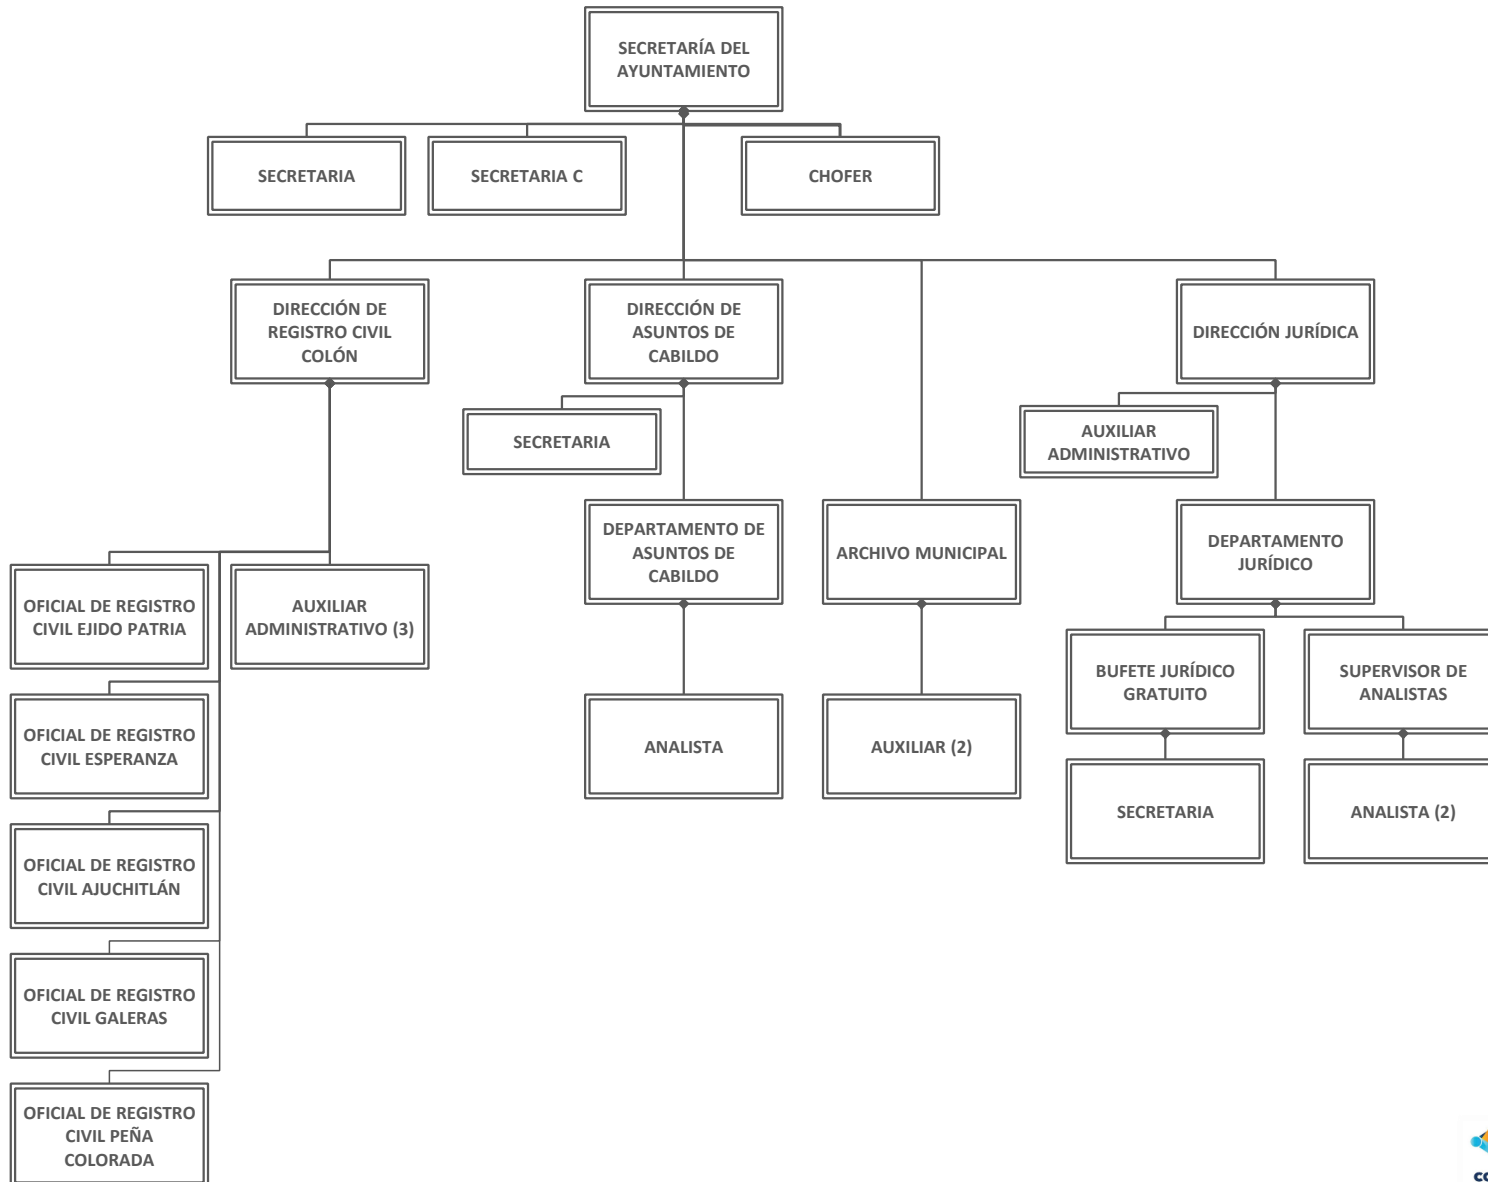 SECRETARÍA DEL
AYUNTAMIENTO
SECRETARIA
SECRETARIA C
CHOFER
DIRECCIÓN DE
REGISTRO CIVIL
COLÓN
DIRECCIÓN DE
ASUNTOS DE
CABILDO
DIRECCIÓN JURÍDICA
SECRETARIA
AUXILIAR
ADMINISTRATIVO
DEPARTAMENTO DE
ASUNTOS DE
CABILDO
ARCHIVO MUNICIPAL
DEPARTAMENTO
JURÍDICO
OFICIAL DE REGISTRO
CIVIL EJIDO PATRIA
AUXILIAR
ADMINISTRATIVO (3)
BUFETE JURÍDICO
GRATUITO
SUPERVISOR DE
ANALISTAS
OFICIAL DE REGISTRO
CIVIL ESPERANZA
ANALISTA
AUXILIAR (2)
SECRETARIA
ANALISTA (2)
OFICIAL DE REGISTRO
CIVIL AJUCHITLÁN
OFICIAL DE REGISTRO
CIVIL GALERAS
OFICIAL DE REGISTRO
CIVIL PEÑA
COLORADA